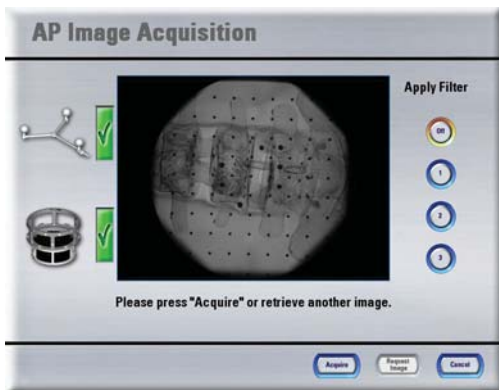 AP Image Acquisition
Apply Filter
Off
1
2
3
Please press "Acquire" or retrieve another image.
Acquire
Request
Image
Cancel